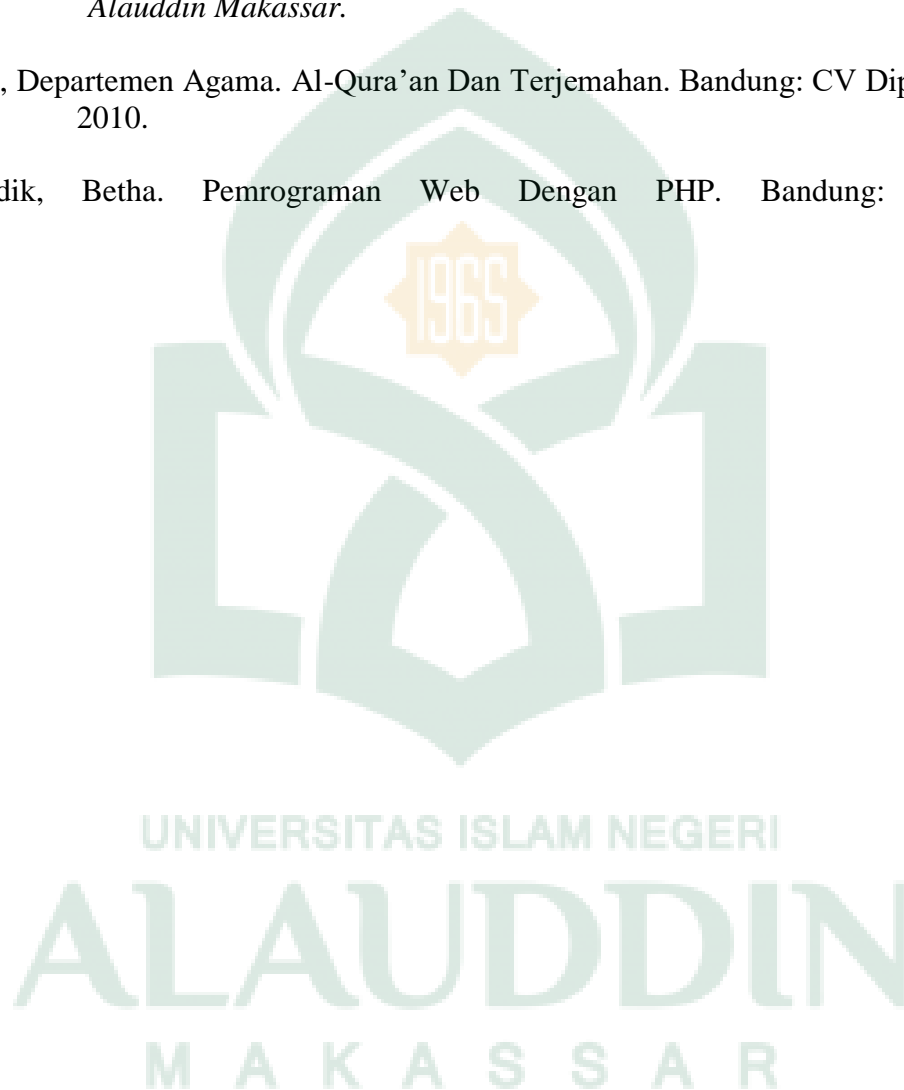 Alauddin Makassar.
, Departemen Agama. Al-Qura’an Dan Terjemahan. Bandung: CV Dip
2010.
dik, Betha. Pemrograman Web Dengan PHP. Bandung:
1965
UNIVERSITAS ISLAM NEGERI
ALAUDDIN
MAKASSAR